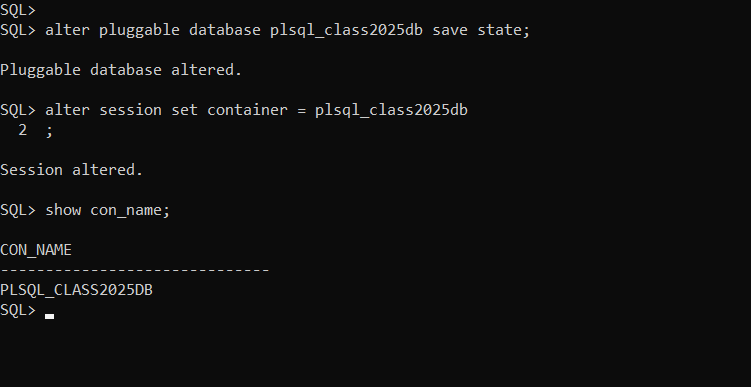 SQL>
SQL> alter pluggable database plsql_class2025db save state;
Pluggable database altered.
SQL> alter session set container = plsql_class2025db
  2  ;
Session altered.
SQL> show con_name;
CON_NAME
------------------------------
PLSQL_CLASS2025DB
SQL>